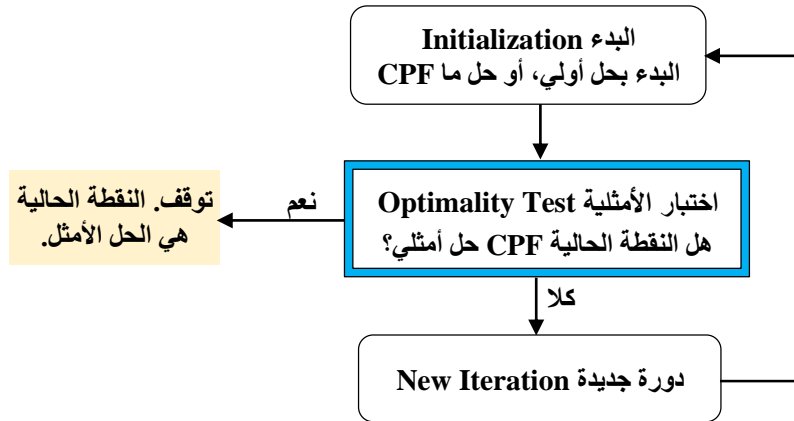 البدء Initialization
البدء بحل أولي، أو حل ما CPF
اختبار الأمثلية Optimality Test
هل النقطة الحالية CPF حل أمثلي؟
نعم
توقف. النقطة الحالية
هي الحل الأمثل.
كلا
دورة جديدة New Iteration